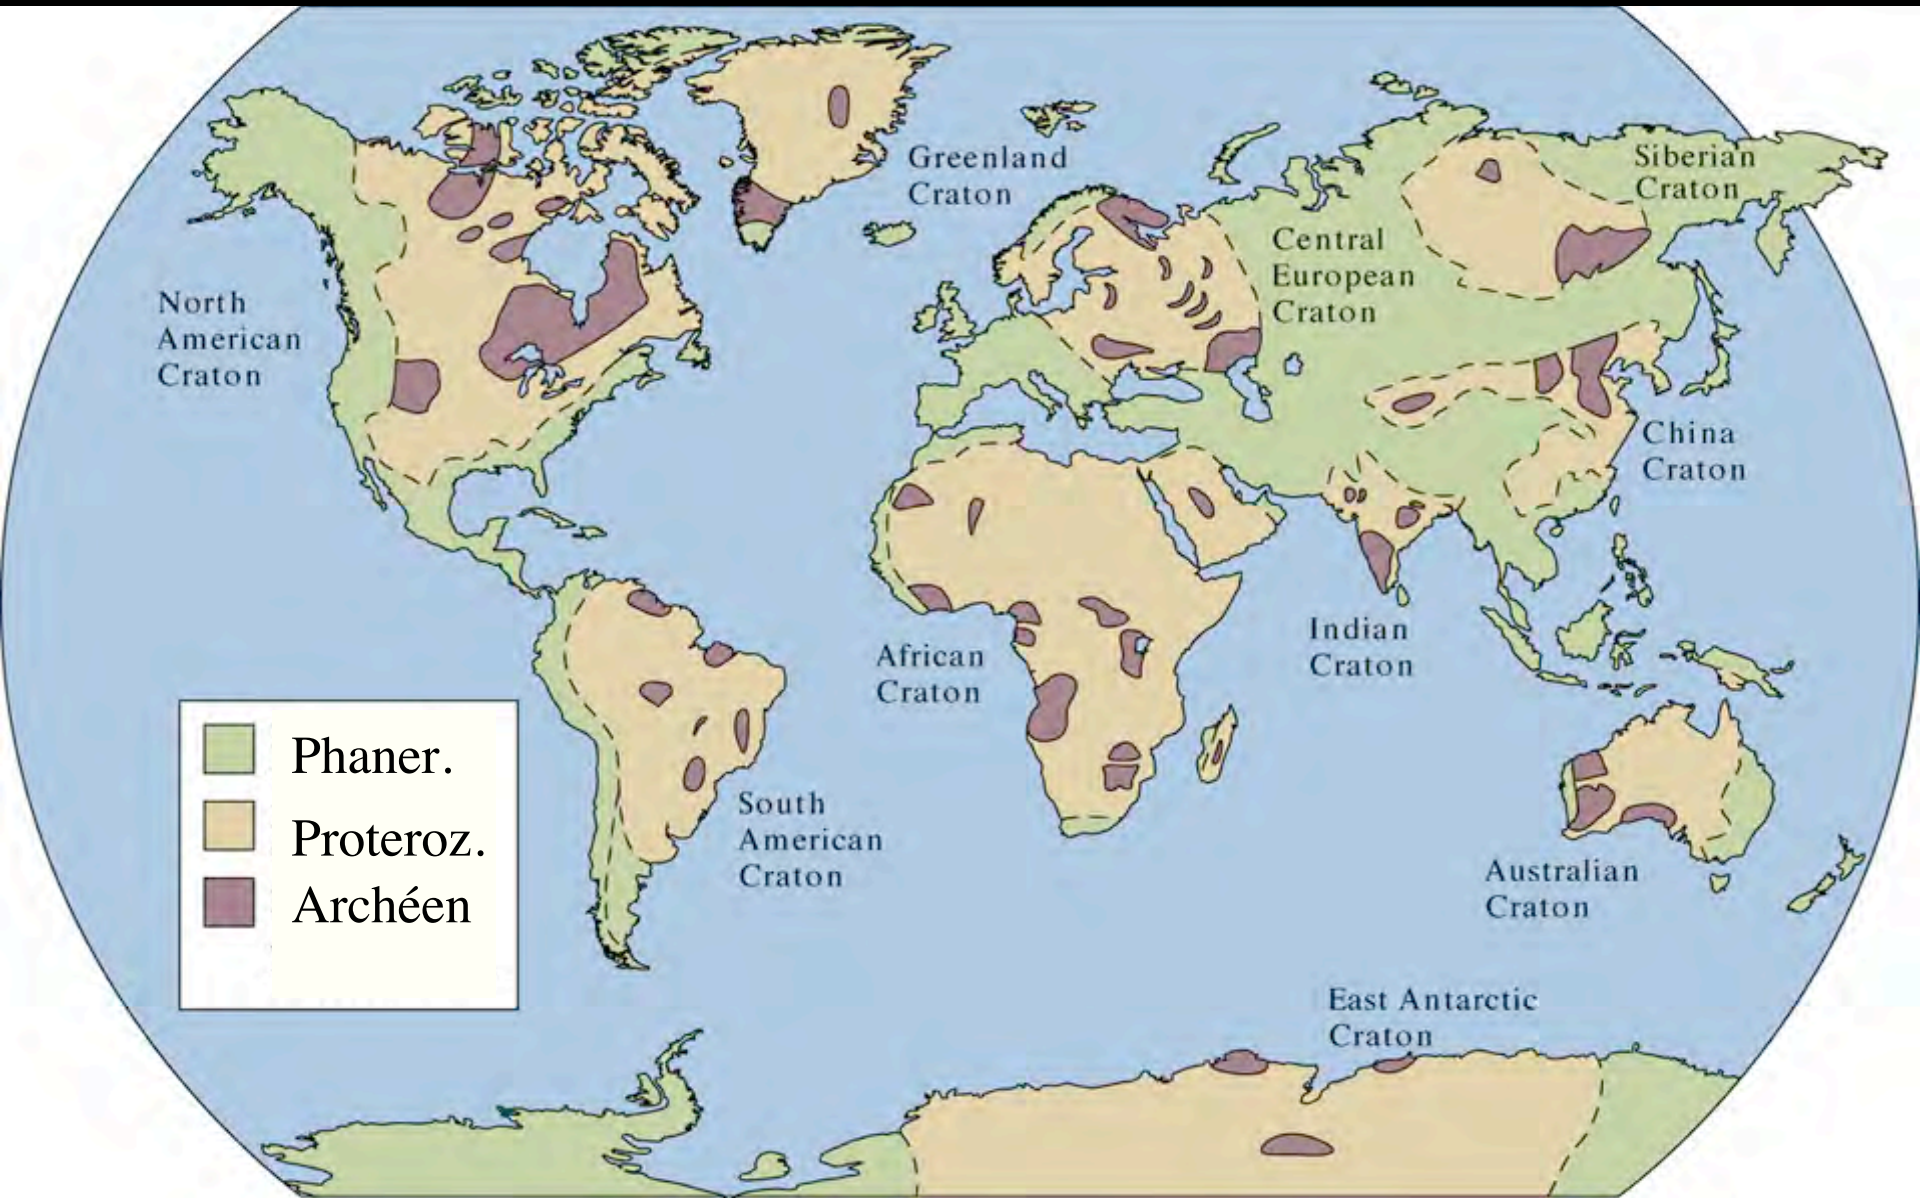 Greenland
Craton
Siberian
Craton
Central
European
Craton
North
American
Craton
China
Craton
Indian
Craton
African
Craton
South
American
Craton
Australian
Craton
East Antarctic
Craton
Phaner.
Proteroz.
Archéen